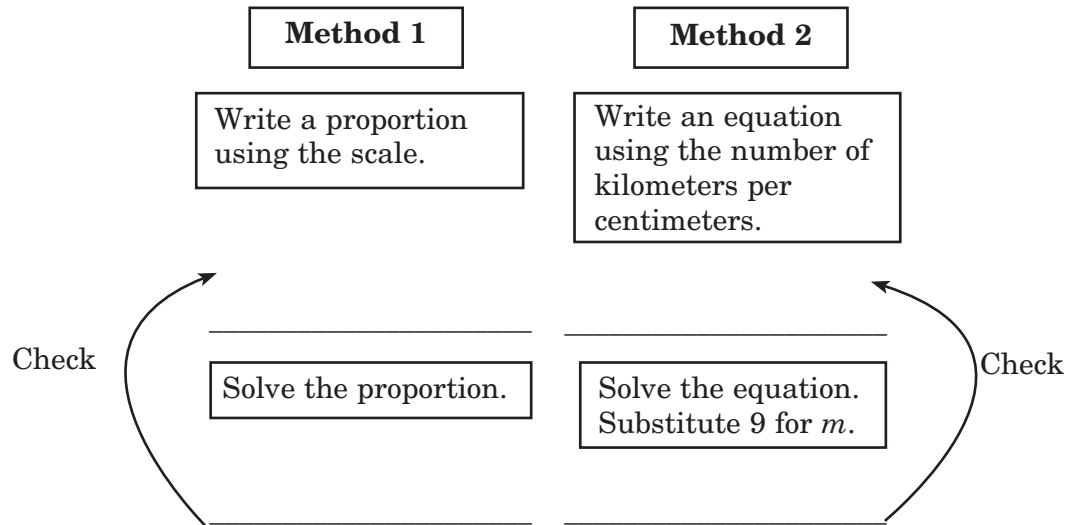 Method 1
Method 2
Write a proportion
using the scale.
Write an equation
using the number of
kilometers per
centimeters.
Check
Check
Solve the proportion.
Solve the equation.
Substitute 9 for m.